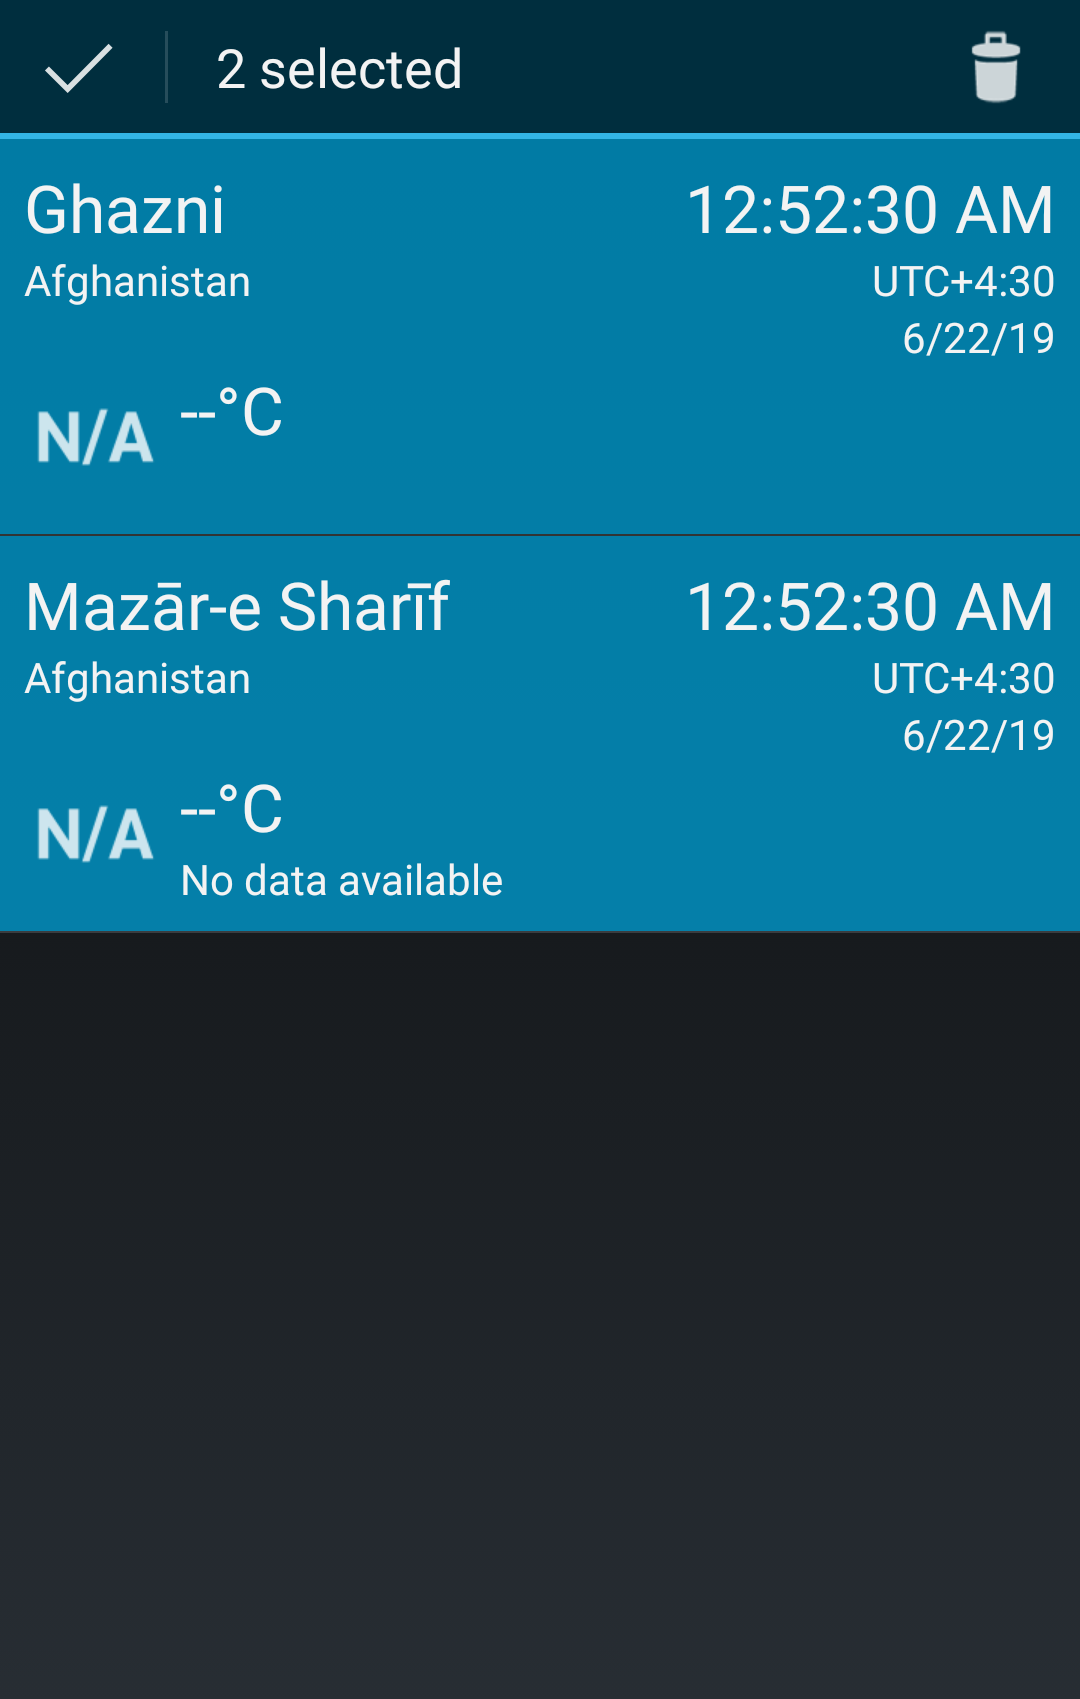 2 selected
Ghazni
12:52:30 AM
Afghanistan
UTC+4:30
6/22/19
N/A
--°C
Mazār-e Sharīf
12:52:30 AM
Afghanistan
UTC+4:30
6/22/19
N/A
--°C
No data available